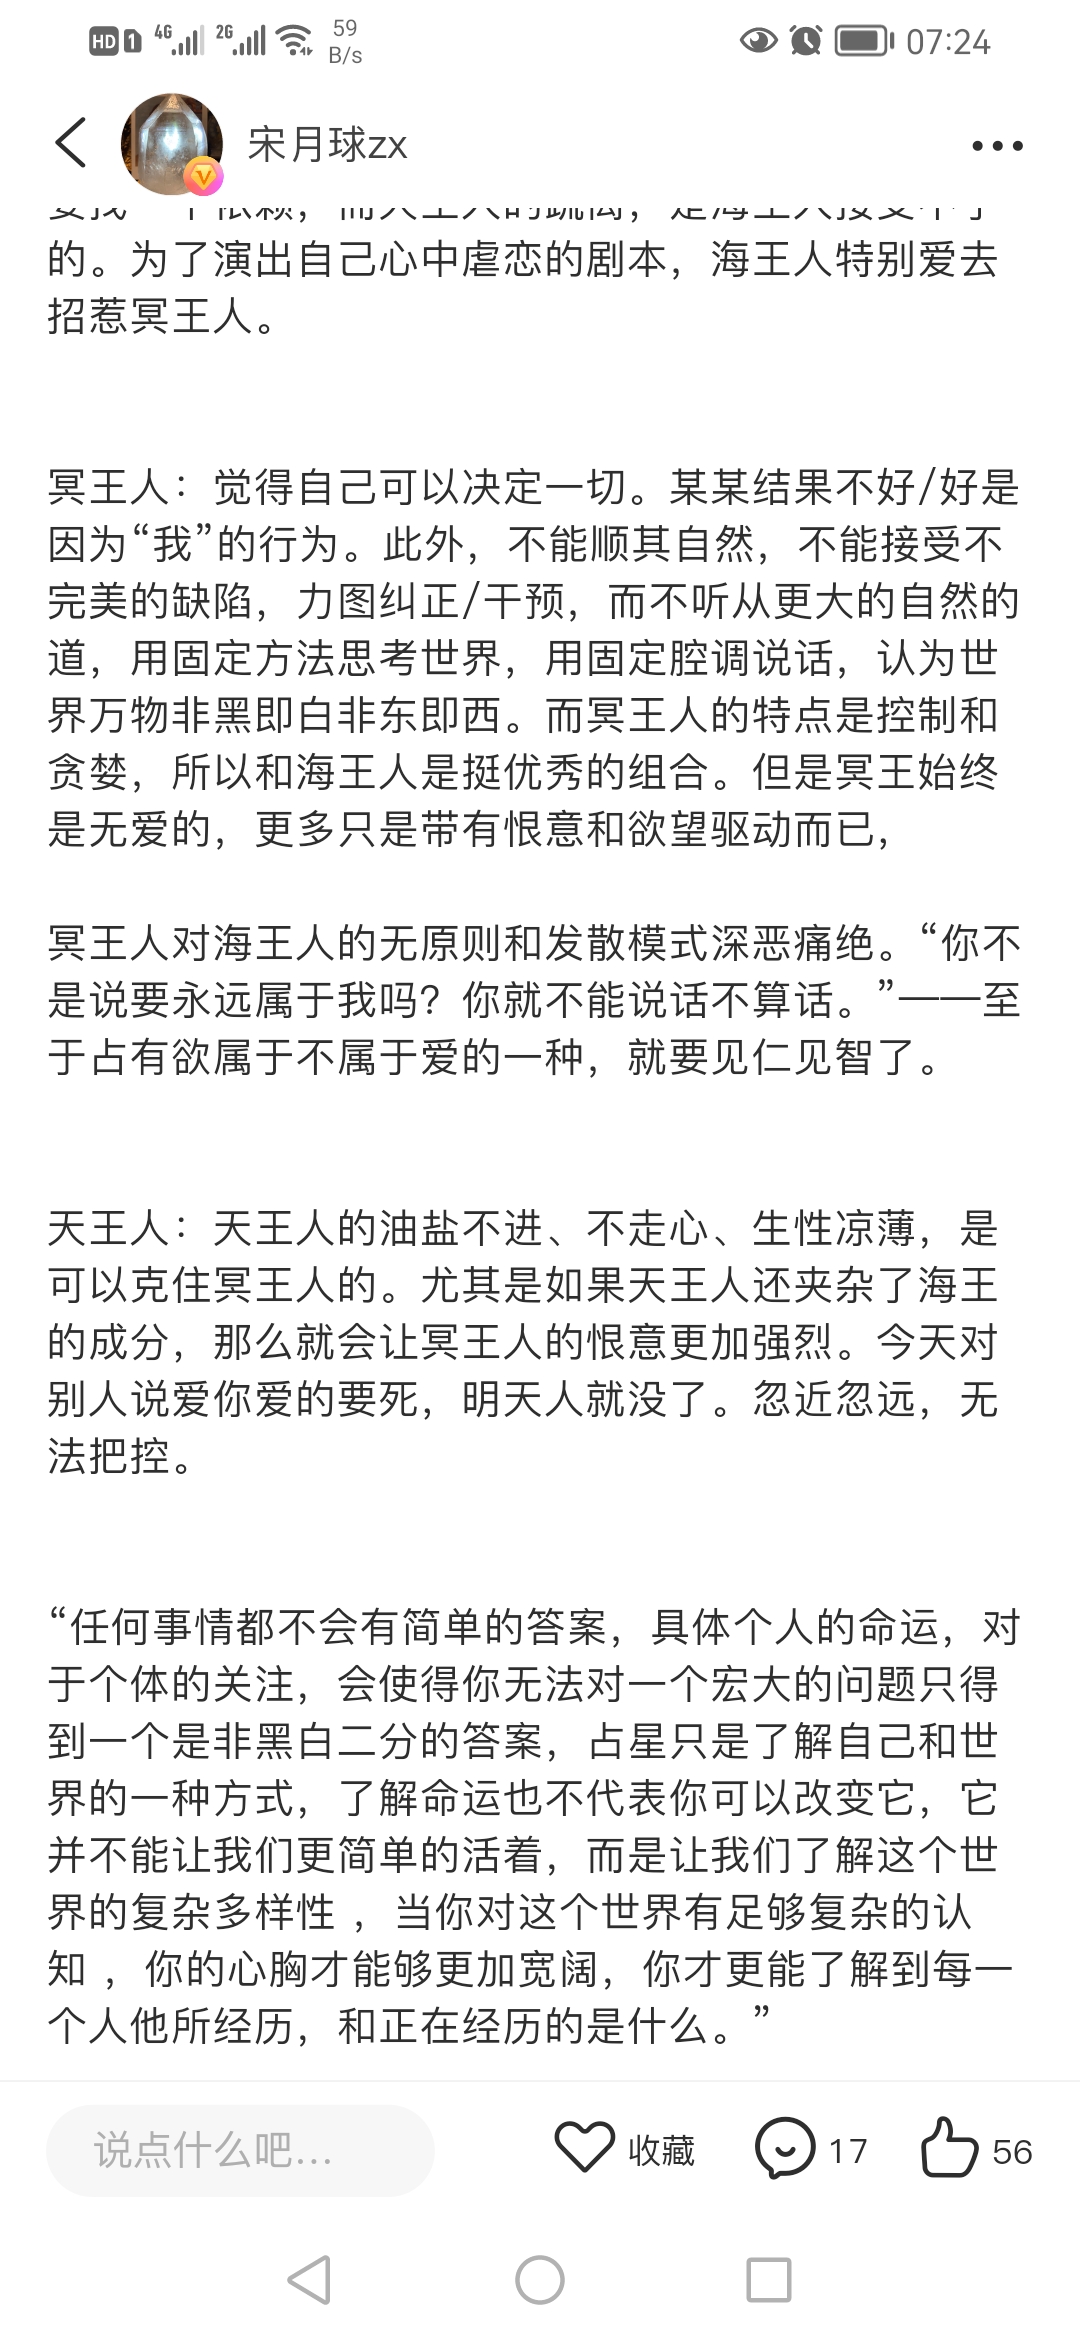 HD 1 4G 2G 59 B/s 07:24
宋月球zx
的。为了演出自己心中虐恋的剧本，海王人特别爱去
招惹冥王人。
冥王人：觉得自己可以决定一切。某某结果不好/好是
因为“我”的行为。此外，不能顺其自然，不能接受不
完美的缺陷，力图纠正/干预，而不听从更大的自然的
道，用固定方法思考世界，用固定腔调说话，认为世
界万物非黑即白非东即西。而冥王人的特点是控制和
贪婪，所以和海王人是挺优秀的组合。但是冥王始终
是无爱的，更多只是带有恨意和欲望驱动而已，
冥王人对海王人的无原则和发散模式深恶痛绝。“你不
是说要永远属于我吗？你就不能说话不算话。”——至
于占有欲属于不属于爱的一种，就要见仁见智了。
天王人：天王人的油盐不进、不走心、生性凉薄，是
可以克住冥王人的。尤其是如果天王人还夹杂了海王
的成分，那么就会让冥王人的恨意更加强烈。今天对
别人说爱你爱的要死，明天人就没了。忽近忽远，无
法把控。
“任何事情都不会有简单的答案，具体个人的命运，对
于个体的关注，会使得你无法对一个宏大的问题只得
到一个是非黑白二分的答案，占星只是了解自己和世
界的一种方式，了解命运也不代表你可以改变它，它
并不能让我们更简单的活着，而是让我们了解这个世
界的复杂多样性 ，当你对这个世界有足够复杂的认
知 ，你的心胸才能够更加宽阔，你才更能了解到每一
个人他所经历，和正在经历的是什么。”
说点什么吧... 收藏 17 56